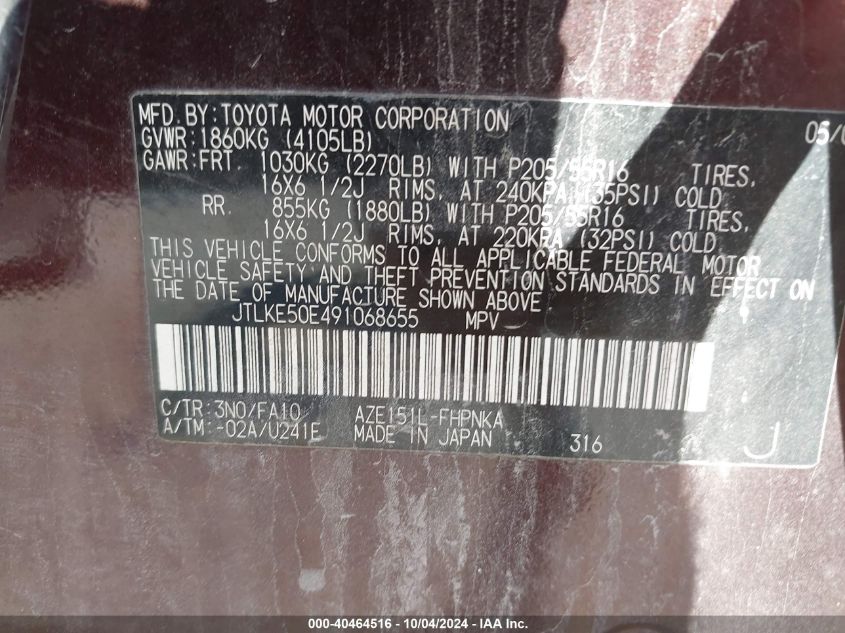 MFD.BY:TOYOTA MOTOR CORPORATION 05/0
GVWR:1860KG (4105LB)
GAWR:FRT. 1030KG (2270LB) WITH P205/55R16 TIRES,
16X6 1/2J RIMS, AT 240KPA (35PSI) COLD
RR. 855KG (1880LB) WITH P205/55R16 TIRES,
16X6 1/2J RIMS, AT 220KPA (32PSI) COLD
THIS VEHICLE CONFORMS TO ALL APPLICABLE FEDERAL MOTOR
VEHICLE SAFETY AND THEFT PREVENTION STANDARDS IN EFFECT ON
THE DATE OF MANUFACTURE SHOWN ABOVE.
JTLKE50E491068655 MPV
C/TR:3N0/FA10 AZE151L-FHPNKA
A/TM:-02A/U241E MADE IN JAPAN 316 J
000-40464516 - 10/04/2024 - IAAI Inc.